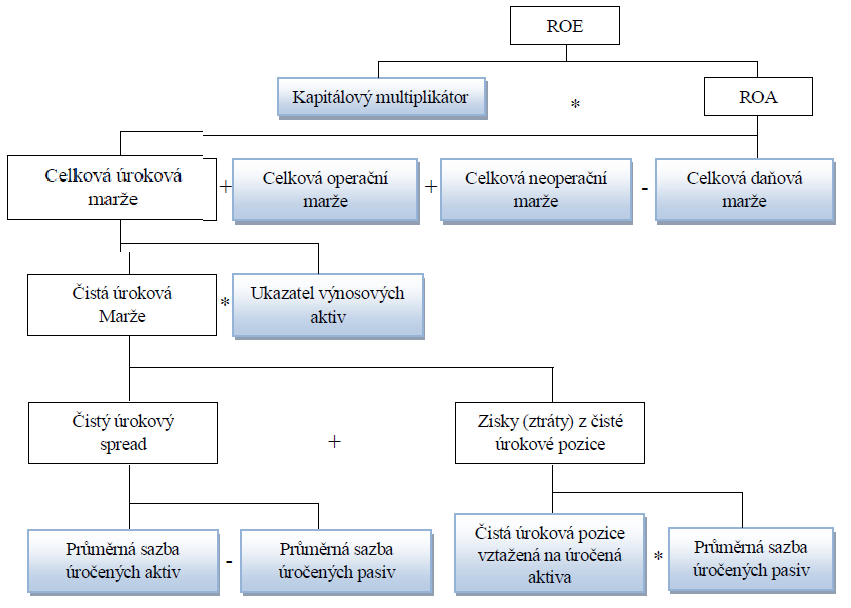 ROE
Kapitálový multiplikátor
*
ROA
Celková úroková
marže
+
Celková operační
marže
+
Celková neoperační
marže
-
Celková daňová
marže
Čistá úroková
Marže
*
Ukazatel výnosových
aktiv
Čistý úrokový
spread
+
Zisky (ztráty) z čisté
úrokové pozice
Průměrná sazba
úročených aktiv
-
Průměrná sazba
úročených pasiv
Čistá úroková pozice
vztažená na úročená
aktiva
*
Průměrná sazba
úročených pasiv